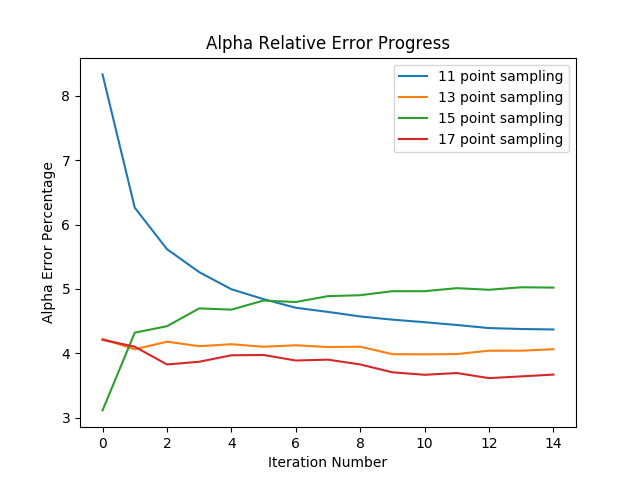 Alpha Relative Error Progress
11 point sampling
13 point sampling
15 point sampling
17 point sampling
Alpha Error Percentage
8
7
6
5
4
3
0 2 4 6 8 10 12 14
Iteration Number